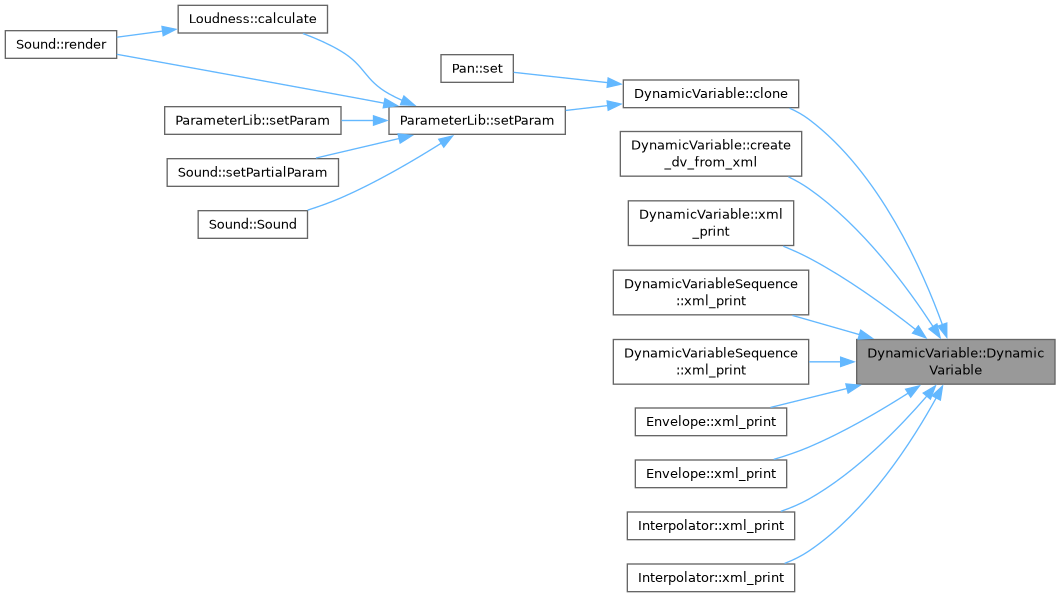 Loudness::calculate
Sound::render
Pan::set
DynamicVariable::clone
ParameterLib::setParam
ParameterLib::setParam
DynamicVariable::create
_dv_from_xml
Sound::setPartialParam
DynamicVariable::xml
_print
Sound::Sound
DynamicVariableSequence
::xml_print
DynamicVariableSequence
::xml_print
DynamicVariable::Dynamic
Variable
Envelope::xml_print
Envelope::xml_print
Interpolator::xml_print
Interpolator::xml_print